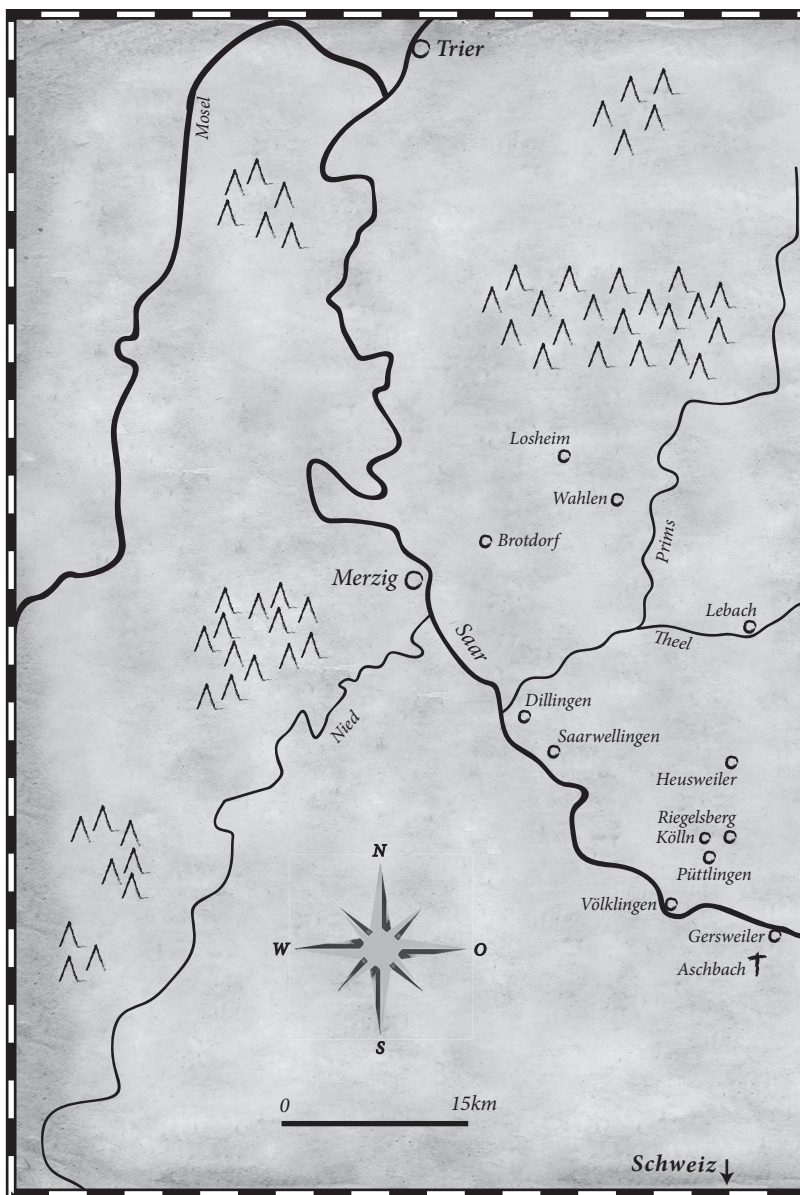 Trier
Mosel
Losheim
Wahlen
Prims
Brotdorf
Merzig
Lebach
Saar
Theel
Dillingen
Nied
Saarwellingen
Heusweiler
Riegelsberg
Kölln
Püttlingen
N
Völklingen
Gersweiler
W
O
Aschbach
S
0
15km
Schweiz